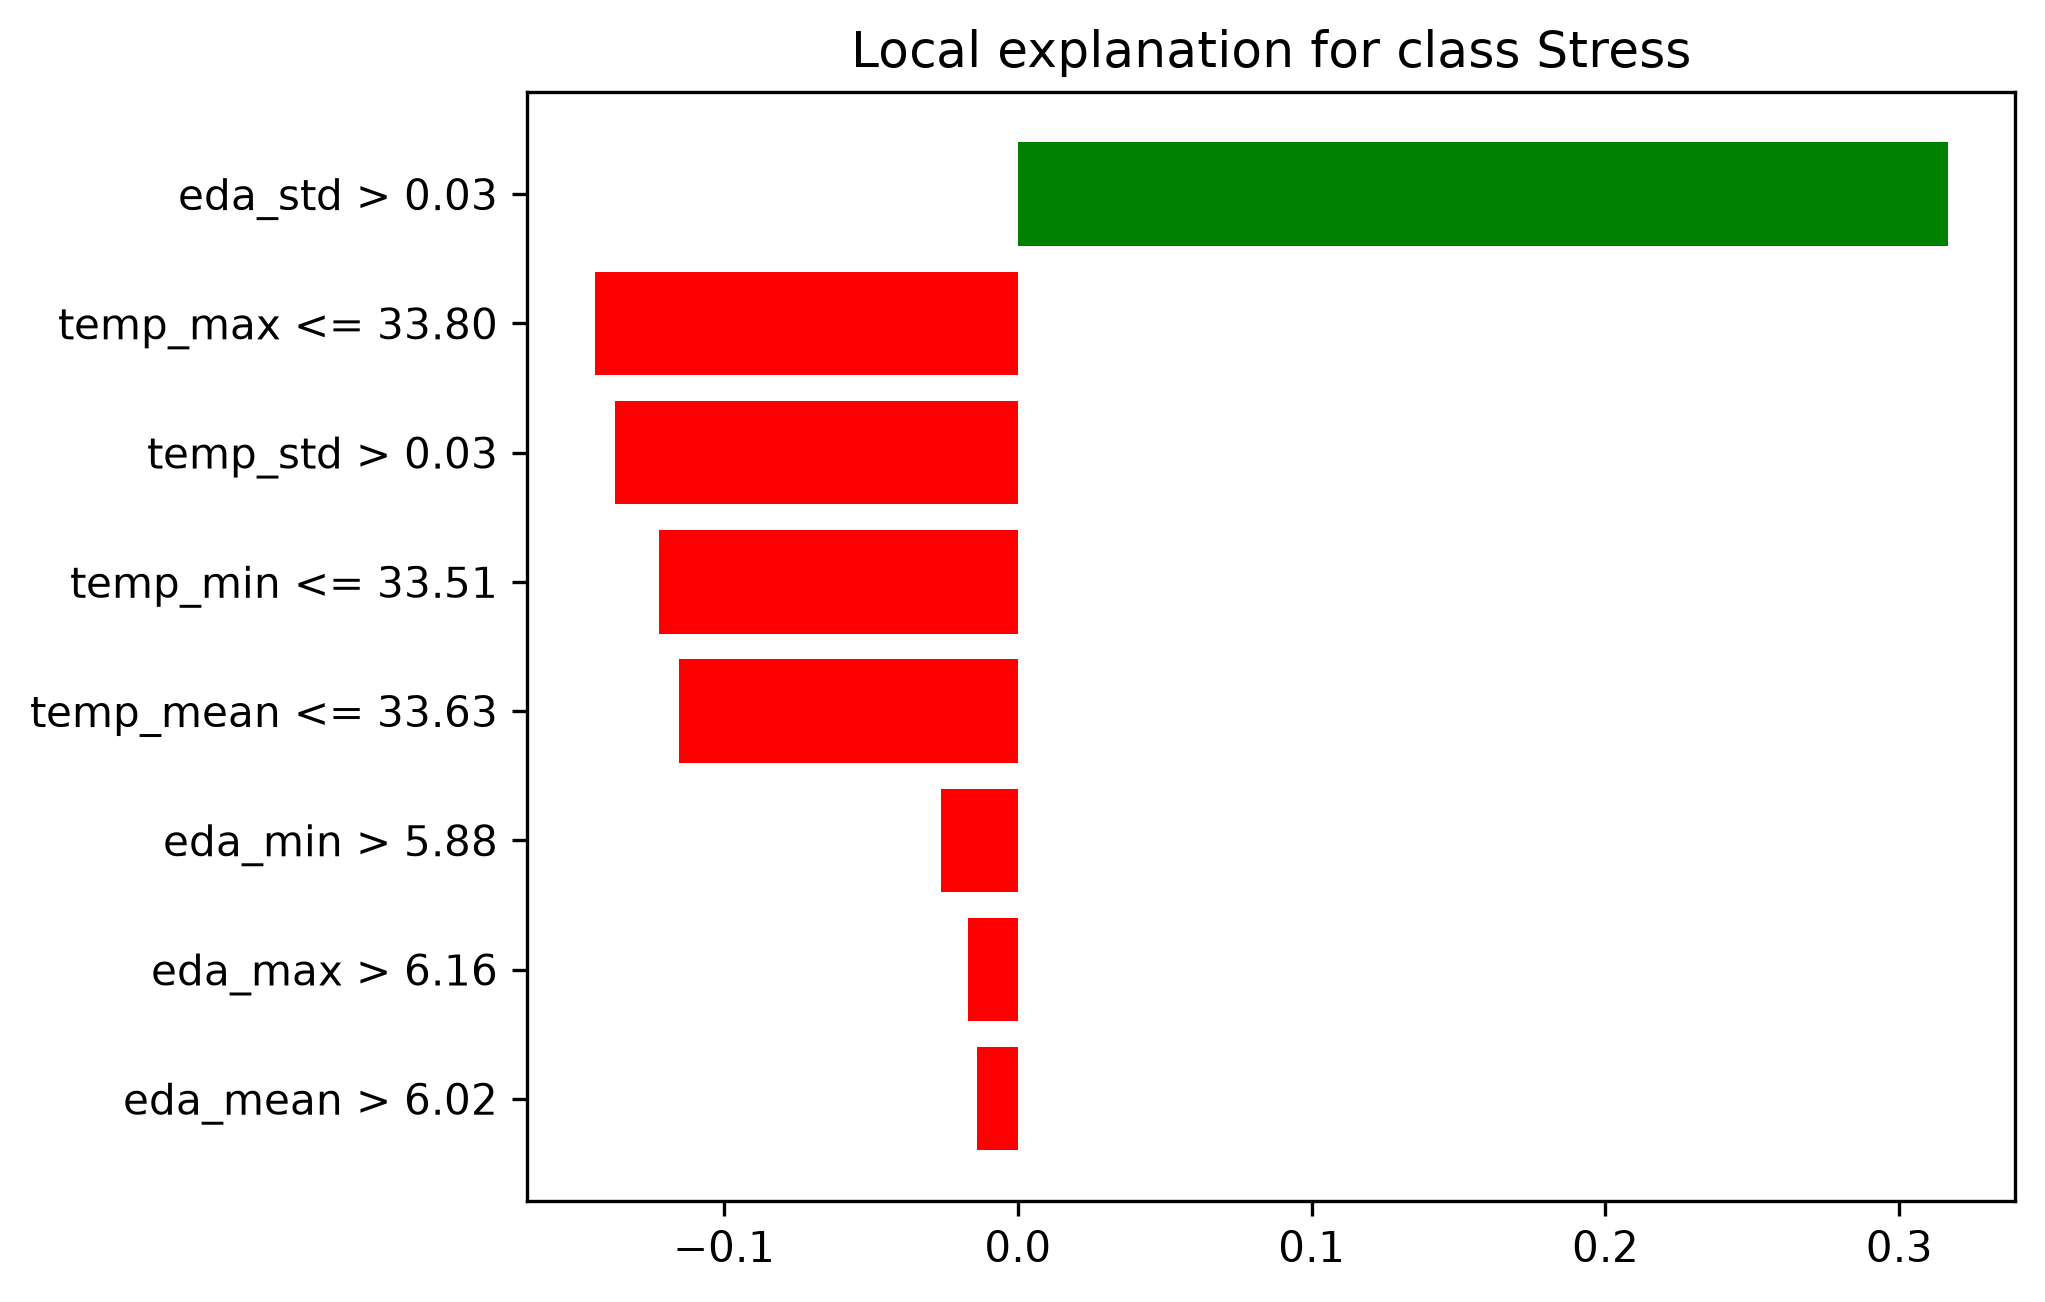 Local explanation for class Stress
eda_std > 0.03
temp_max <= 33.80
temp_std > 0.03
temp_min <= 33.51
temp_mean <= 33.63
eda_min > 5.88
eda_max > 6.16
eda_mean > 6.02
−0.1 0.0 0.1 0.2 0.3